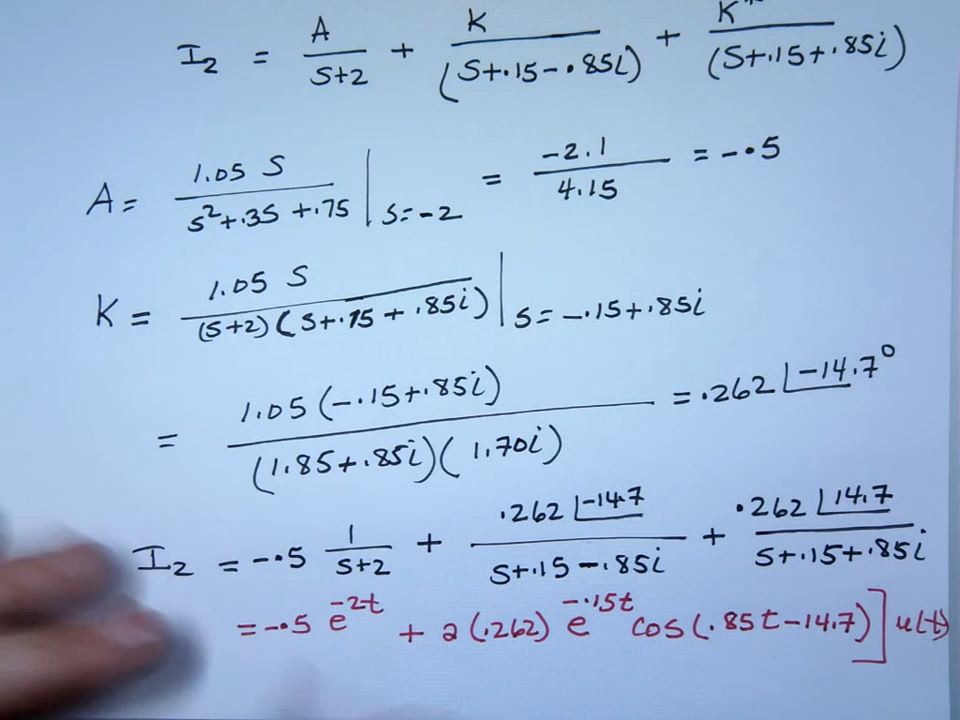 I₂ = A/(S+2) + K/(S+.15-.85i) + K*/(S+.15+.85i)
A = 1.05 S/(S²+.3S+.75) | S=-2 = -2.1/4.15 = -.5
K = 1.05 S/((S+2)(S+.15+.85i)) | S=-.15+.85i
= 1.05(-.15+.85i)/((1.85+.85i)(1.70i)) = .262 ∠-14.7°
I₂ = -.5 1/(S+2) + .262 ∠-14.7/(S+.15-.85i) + .262 ∠14.7/(S+.15+.85i)
= -.5 e^(-2t) + 2(.262) e^(-.15t) cos(.85t-14.7)] u(t)